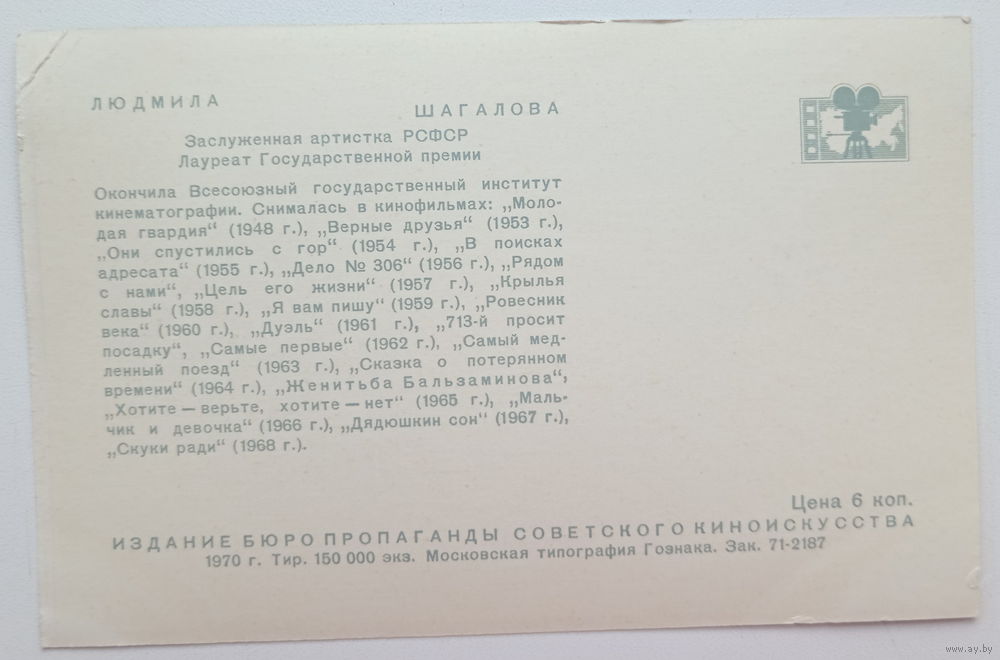 ЛЮДМИЛА ШАГАЛОВА
Заслуженная артистка РСФСР
Лауреат Государственной премии
Окончила Всесоюзный государственный институт
кинематографии. Снималась в кинофильмах: „Моло-
дая гвардия“ (1948 г.), „Верные друзья“ (1953 г.),
„Они спустились с гор“ (1954 г.), „В поисках
адресата“ (1955 г.), „Дело № 306“ (1956 г.), „Рядом
с нами“, „Цель его жизни“ (1957 г.), „Крылья
славы“ (1958 г.), „Я вам пишу“ (1959 г.), „Ровесник
века“ (1960 г.), „Дуэль“ (1961 г.), „713-й просит
посадку“, „Самые первые“ (1962 г.), „Самый мед-
ленный поезд“ (1963 г.), „Сказка о потерянном
времени“ (1964 г.), „Женитьба Бальзаминова“,
„Хотите — верьте, хотите — нет“ (1965 г.), „Маль-
чик и девочка“ (1966 г.), „Дядюшкин сон“ (1967 г.),
„Скуки ради“ (1968 г.).
Цена 6 коп.
ИЗДАНИЕ БЮРО ПРОПАГАНДЫ СОВЕТСКОГО КИНОИСКУССТВА
1970 г. Тир. 150 000 экз. Московская типография Гознака. Зак. 71-2187
www.ay.by